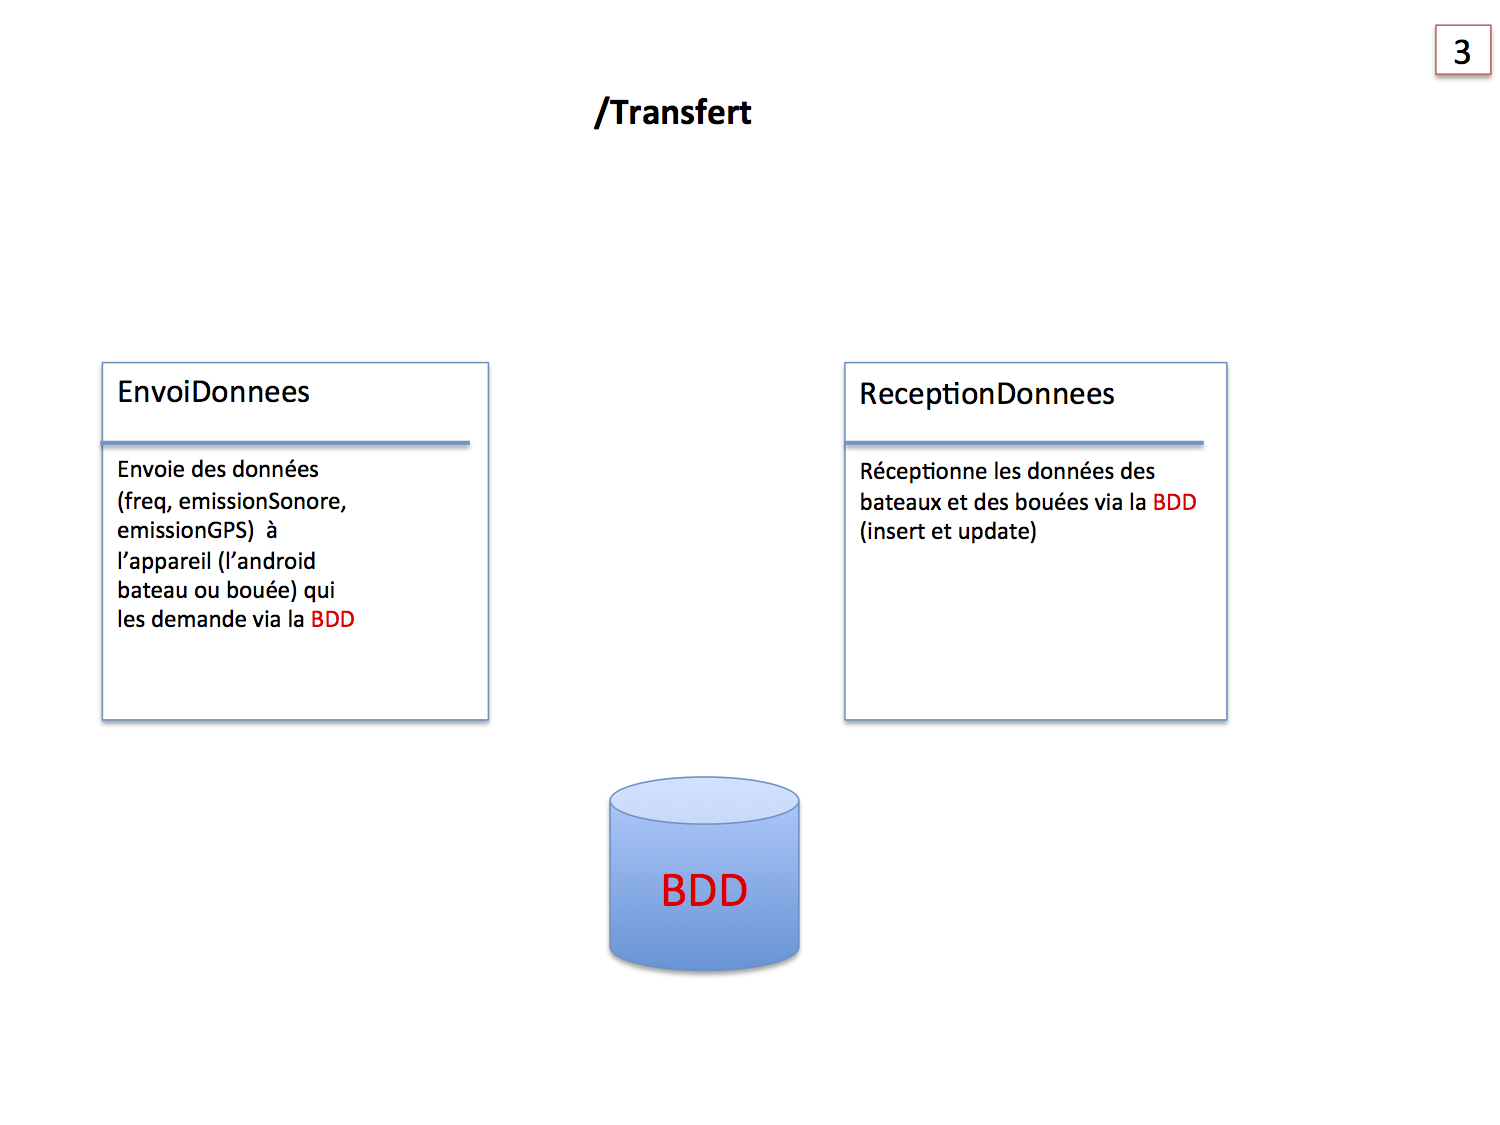 3
/Transfert
EnvoiDonnees
Envoie des données
(freq, emissionSonore,
emissionGPS)  à
l’appareil (l’android
bateau ou bouée) qui
les demande via la BDD
ReceptionDonnees
Réceptionne les données des
bateaux et des bouées via la BDD
(insert et update)
BDD